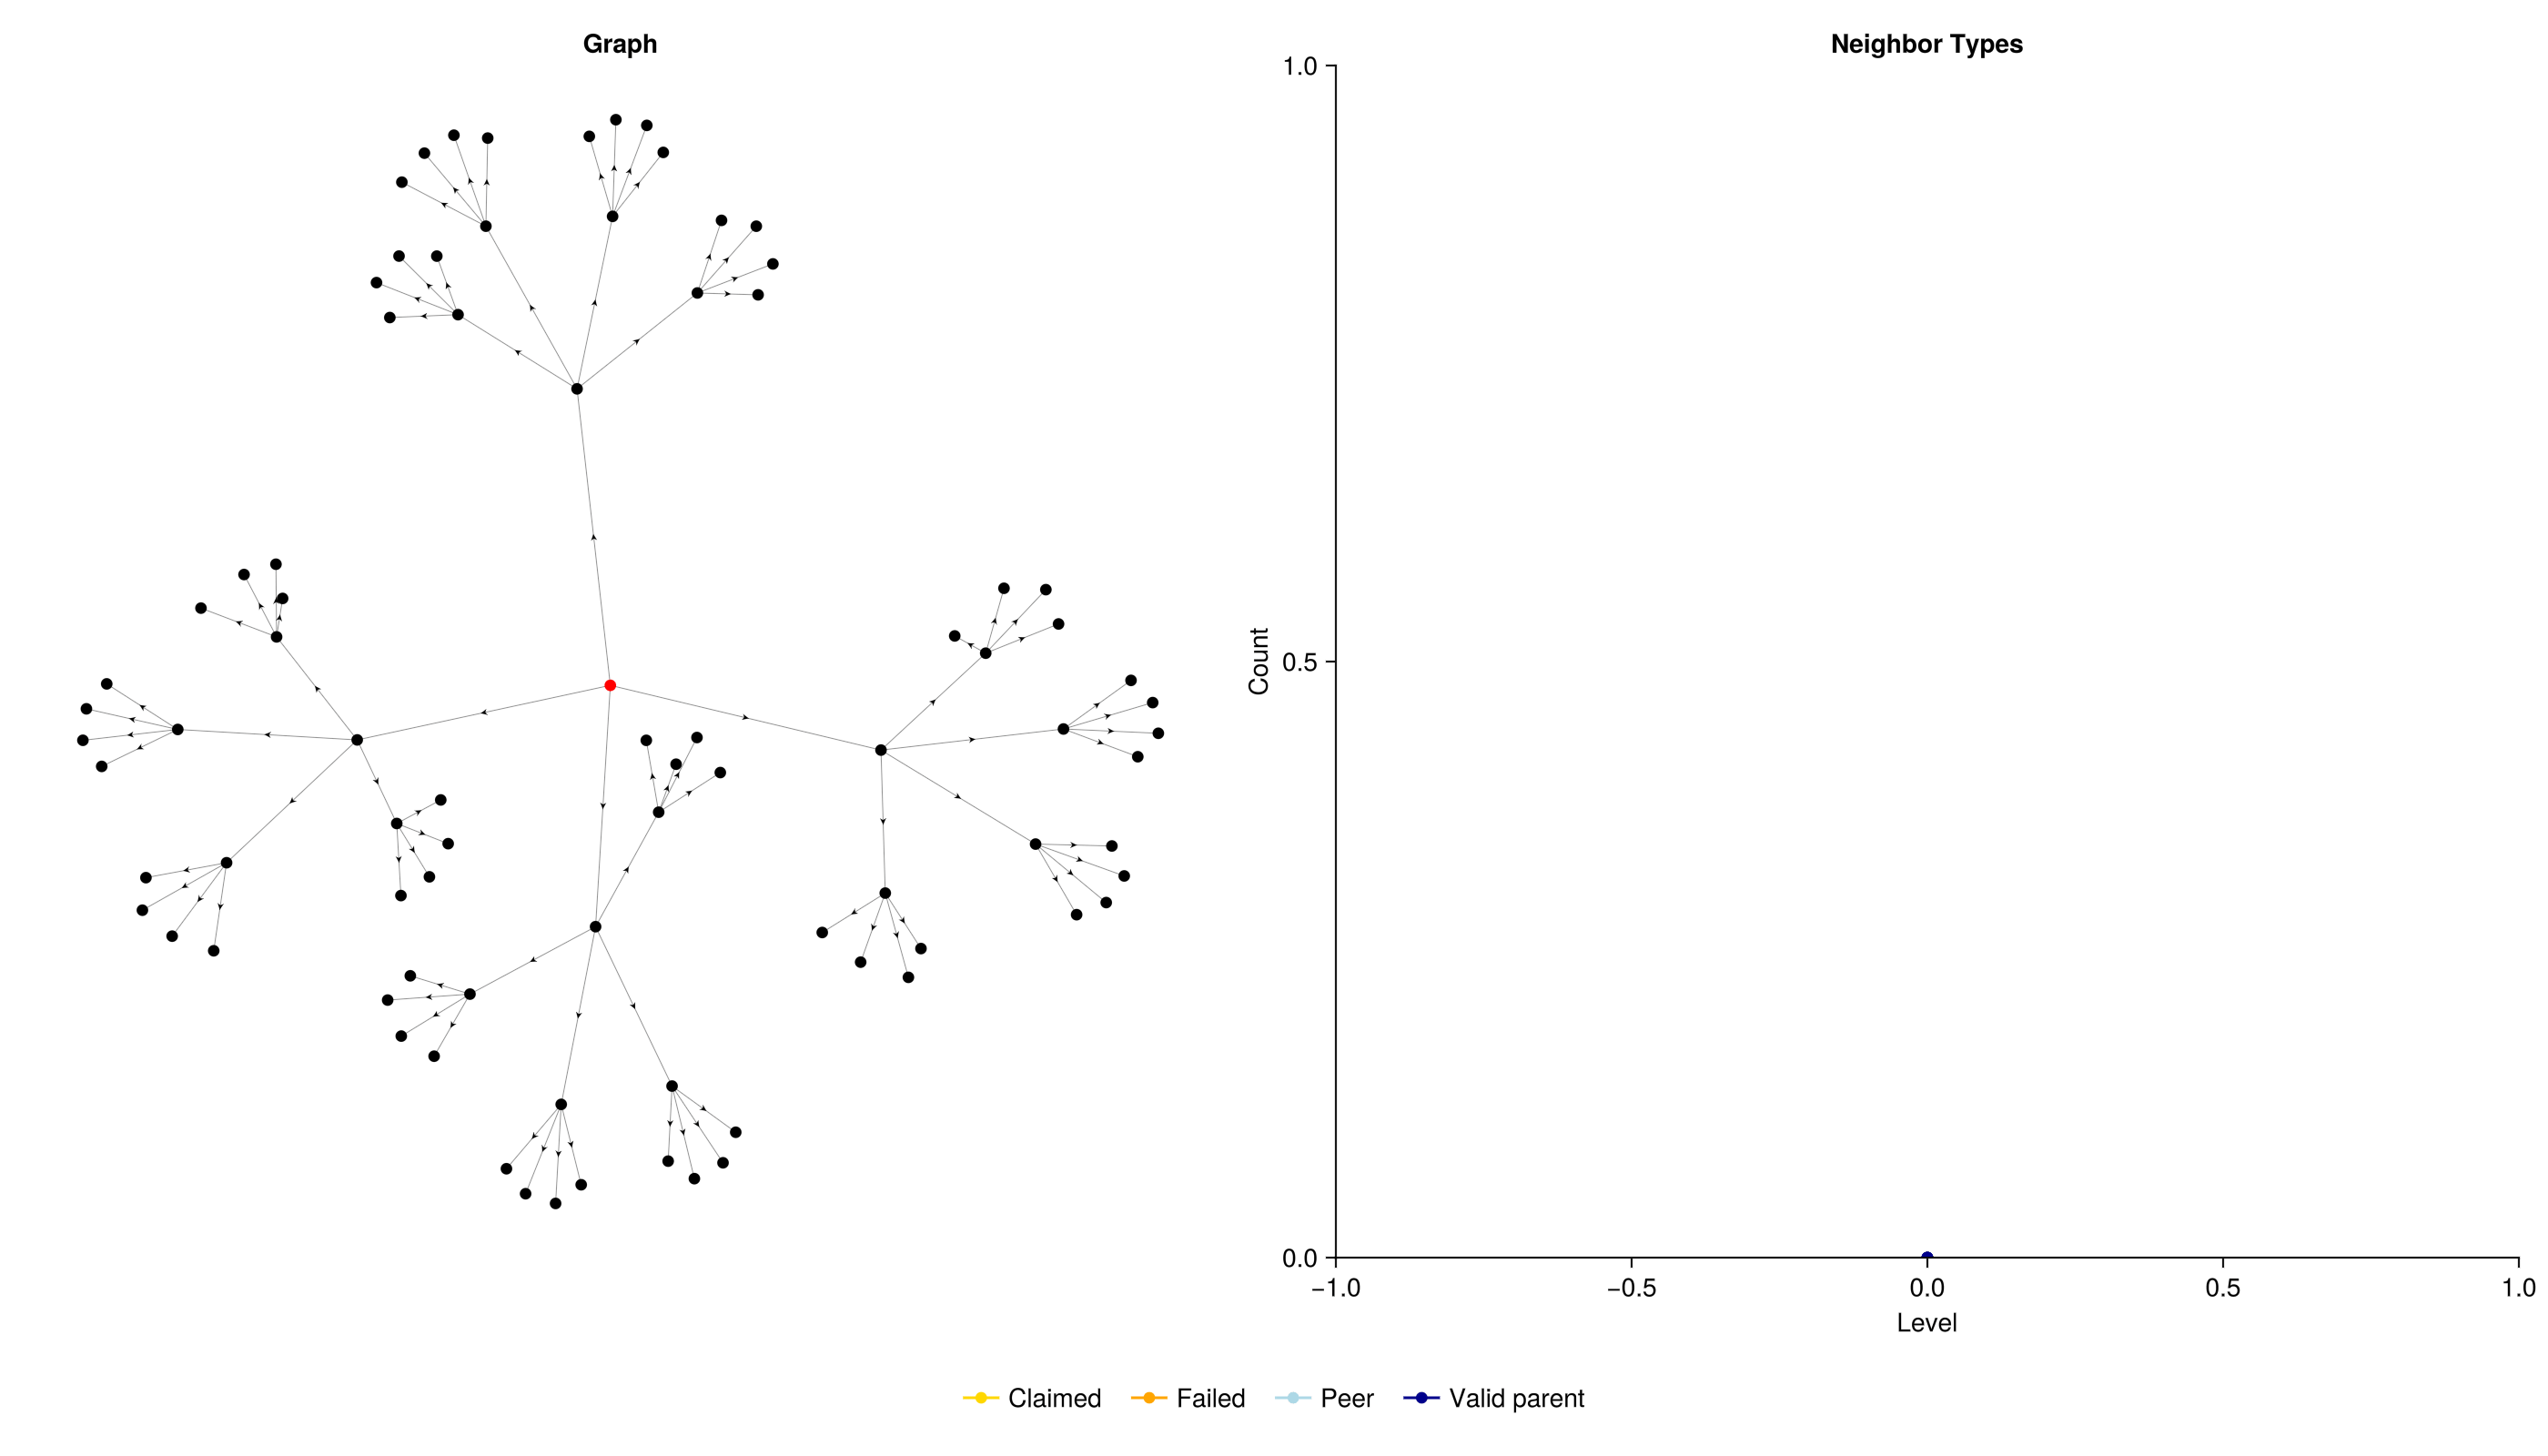 Graph
Neighbor Types
1.0
0.5
0.0
Count
−1.0 −0.5 0.0 0.5 1.0
Level
Claimed Failed Peer Valid parent